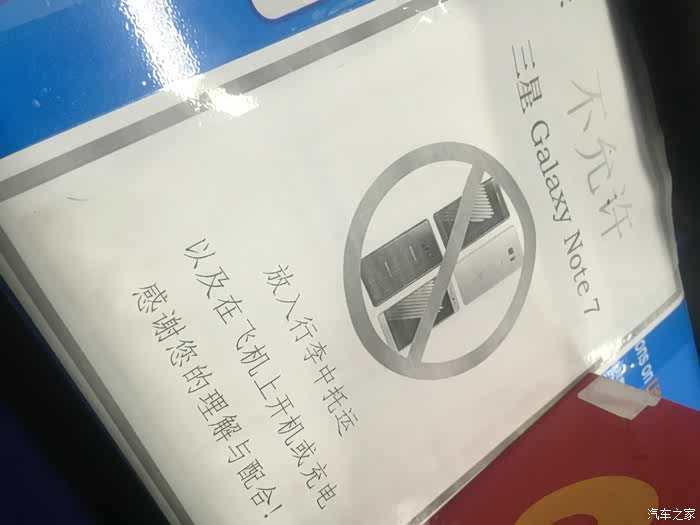 不允许
三星 Galaxy Note 7
放入行李中托运
以及在飞机上开机或充电
感谢您的理解与配合!
ons on
汽车之家